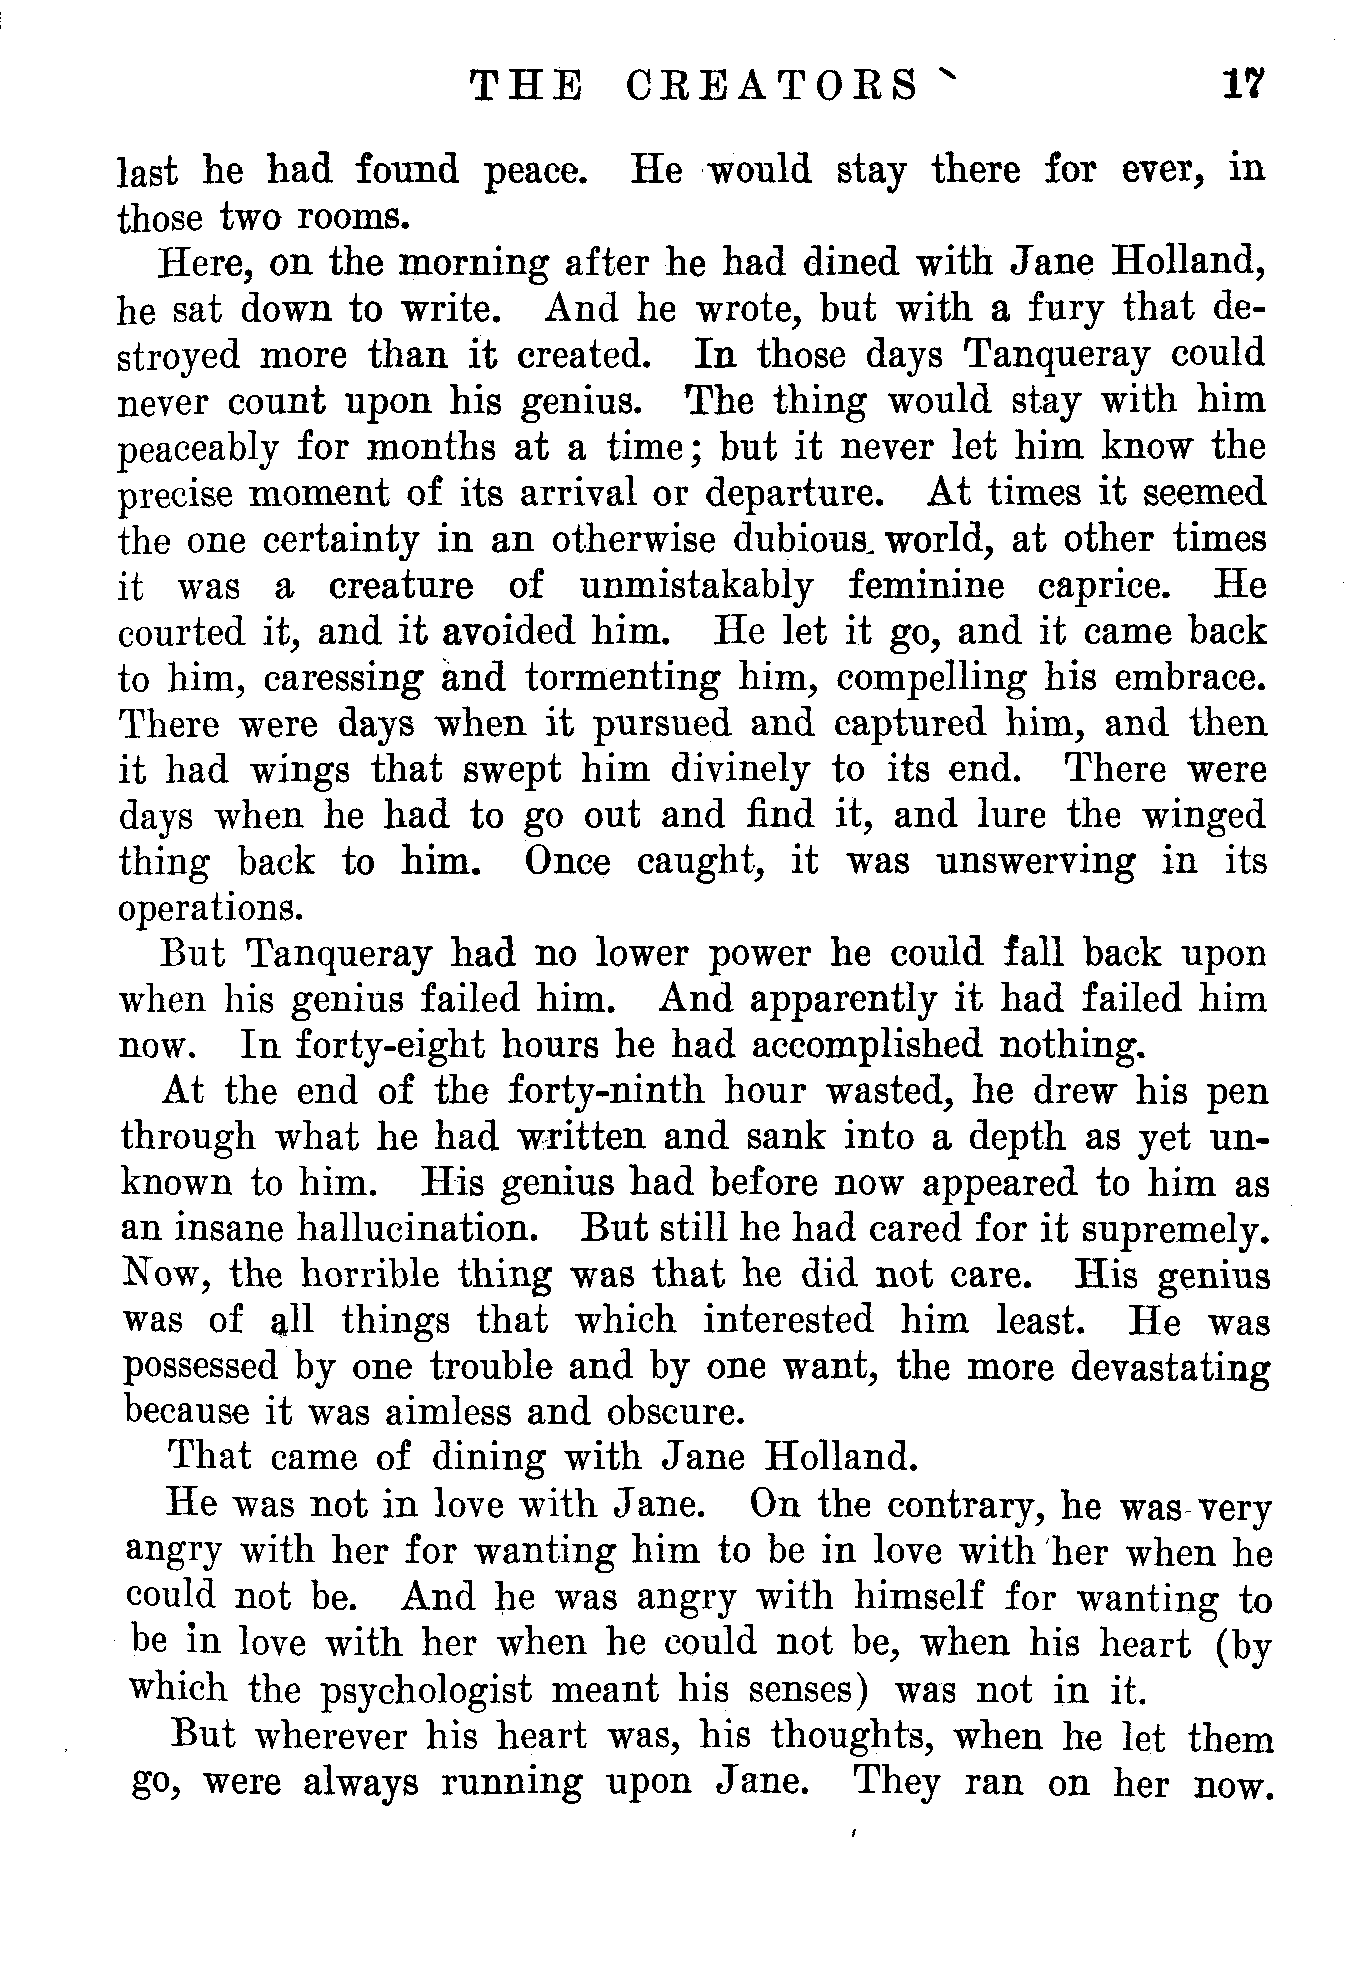 THE CREATORS 17
last he had found peace. He would stay there for ever, in
those two rooms.
Here, on the morning after he had dined with Jane Holland,
he sat down to write. And he wrote, but with a fury that de-
stroyed more than it created. In those days Tanqueray could
never count upon his genius. The thing would stay with him
peaceably for months at a time; but it never let him know the
precise moment of its arrival or departure. At times it seemed
the one certainty in an otherwise dubious world, at other times
it was a creature of unmistakably feminine caprice. He
courted it, and it avoided him. He let it go, and it came back
to him, caressing and tormenting him, compelling his embrace.
There were days when it pursued and captured him, and then
it had wings that swept him divinely to its end. There were
days when he had to go out and find it, and lure the winged
thing back to him. Once caught, it was unswerving in its
operations.
But Tanqueray had no lower power he could fall back upon
when his genius failed him. And apparently it had failed him
now. In forty-eight hours he had accomplished nothing.
At the end of the forty-ninth hour wasted, he drew his pen
through what he had written and sank into a depth as yet un-
known to him. His genius had before now appeared to him as
an insane hallucination. But still he had cared for it supremely.
Now, the horrible thing was that he did not care. His genius
was of all things that which interested him least. He was
possessed by one trouble and by one want, the more devastating
because it was aimless and obscure.
That came of dining with Jane Holland.
He was not in love with Jane. On the contrary, he was very
angry with her for wanting him to be in love with her when he
could not be. And he was angry with himself for wanting to
be in love with her when he could not be, when his heart (by
which the psychologist meant his senses) was not in it.
But wherever his heart was, his thoughts, when he let them
go, were always running upon Jane. They ran on her now.